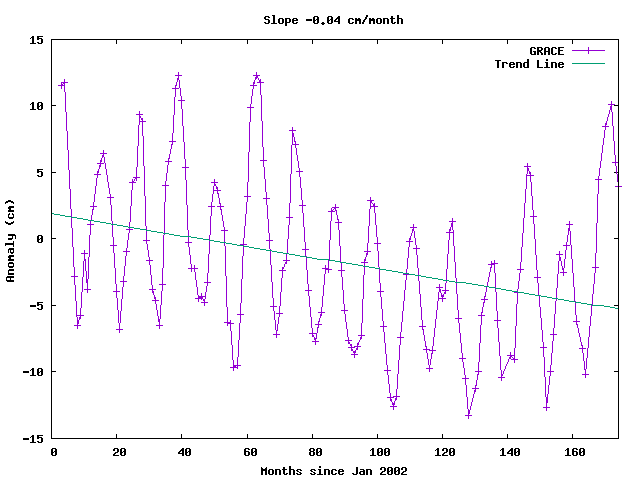 Slope -0.04 cm/month
GRACE
Trend Line
15
10
5
0
-5
-10
-15
Anomaly (cm)
0 20 40 60 80 100 120 140 160
Months since Jan 2002